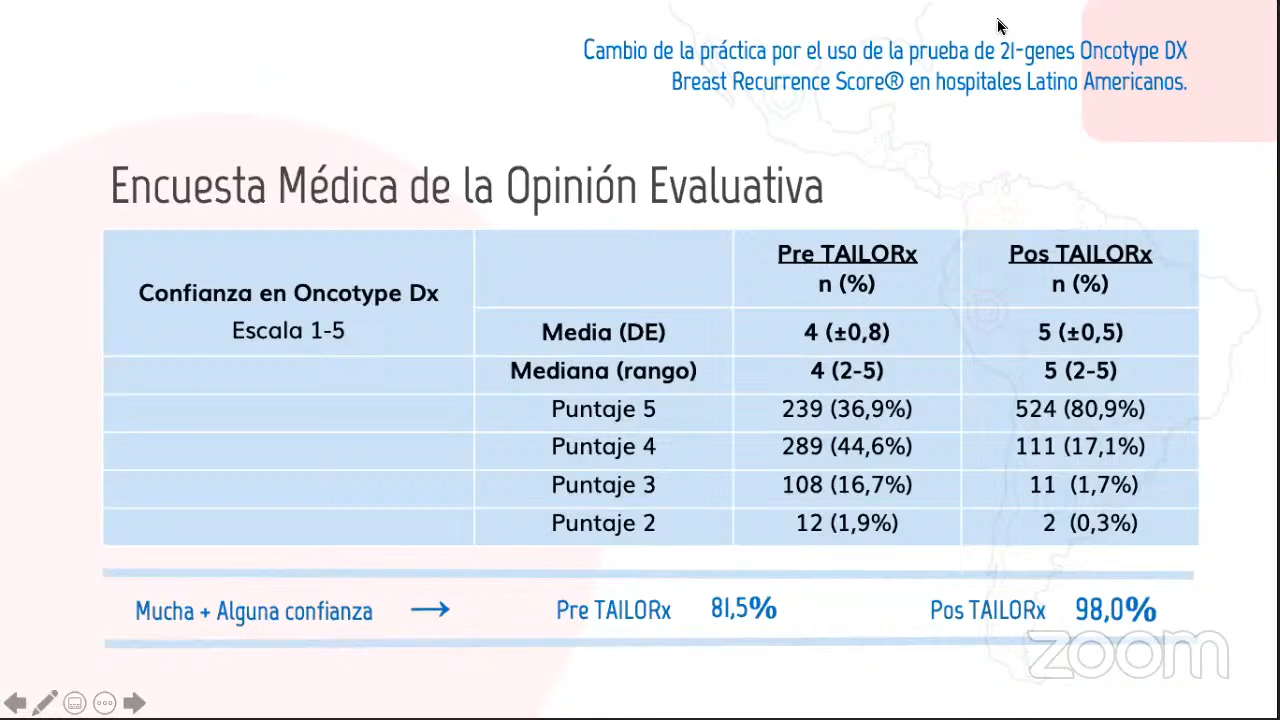 Cambio de la práctica por el uso de la prueba de 21-genes Oncotype DX
Breast Recurrence Score® en hospitales Latino Americanos.
Encuesta Médica de la Opinión Evaluativa
Confianza en Oncotype Dx
Escala 1-5
Pre TAILORx
n (%)
Pos TAILORx
n (%)
Media (DE) 4 (±0,8) 5 (±0,5)
Mediana (rango) 4 (2-5) 5 (2-5)
Puntaje 5 239 (36,9%) 524 (80,9%)
Puntaje 4 289 (44,6%) 111 (17,1%)
Puntaje 3 108 (16,7%) 11 (1,7%)
Puntaje 2 12 (1,9%) 2 (0,3%)
Mucha + Alguna confianza → Pre TAILORx 81,5% Pos TAILORx 98,0%
zoom